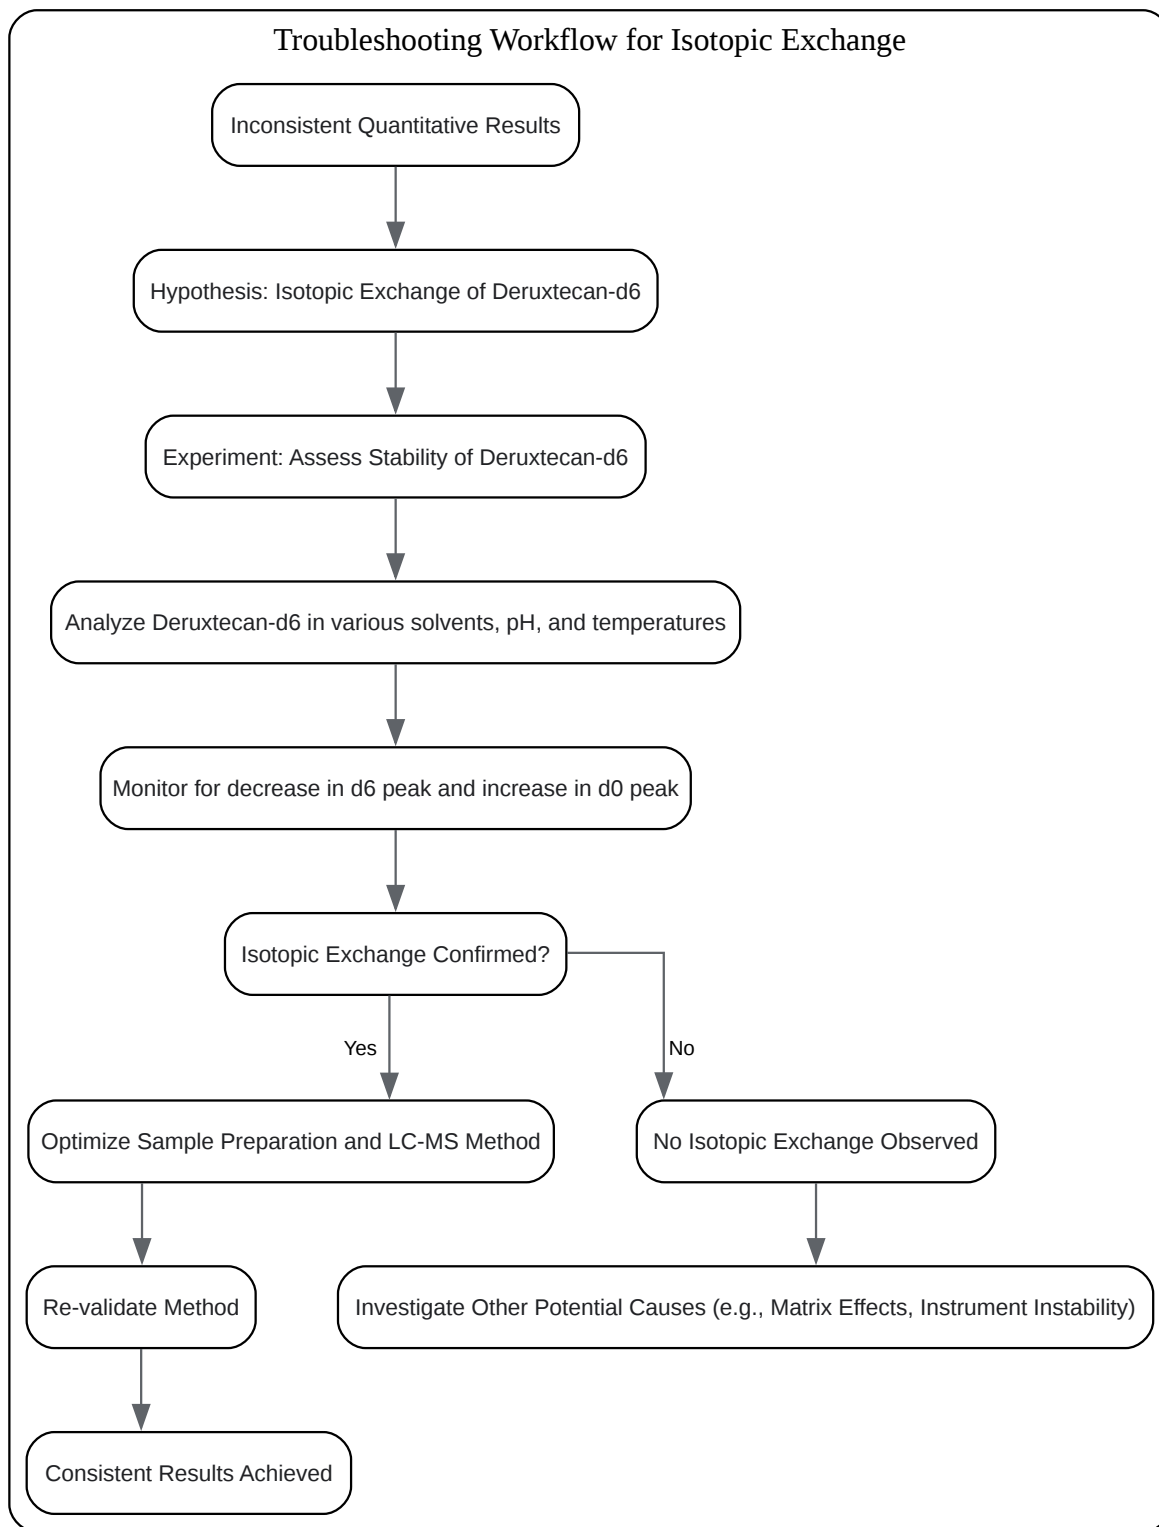 Troubleshooting Workflow for Isotopic Exchange
Inconsistent Quantitative Results
Hypothesis: Isotopic Exchange of Deruxtecan-d6
Experiment: Assess Stability of Deruxtecan-d6
Analyze Deruxtecan-d6 in various solvents, pH, and temperatures
Monitor for decrease in d6 peak and increase in d0 peak
Isotopic Exchange Confirmed?
Yes
No
Optimize Sample Preparation and LC-MS Method
No Isotopic Exchange Observed
Re-validate Method
Investigate Other Potential Causes (e.g., Matrix Effects, Instrument Instability)
Consistent Results Achieved